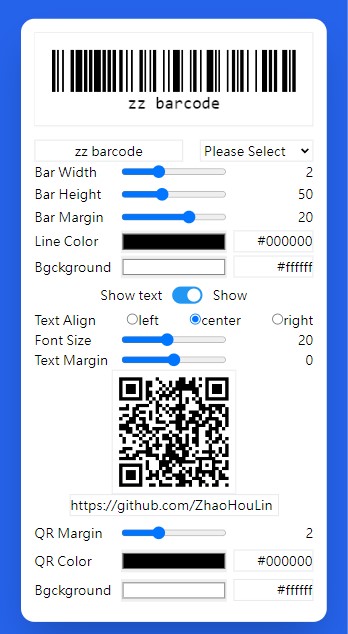 zz barcode
zz barcode Please Select
Bar Width 2
Bar Height 50
Bar Margin 20
Line Color #000000
Bgckground #ffffff
Show text Show
Text Align left center right
Font Size 20
Text Margin 0
https://github.com/ZhaoHouLin
QR Margin 2
QR Color #000000
Bgckground #ffffff